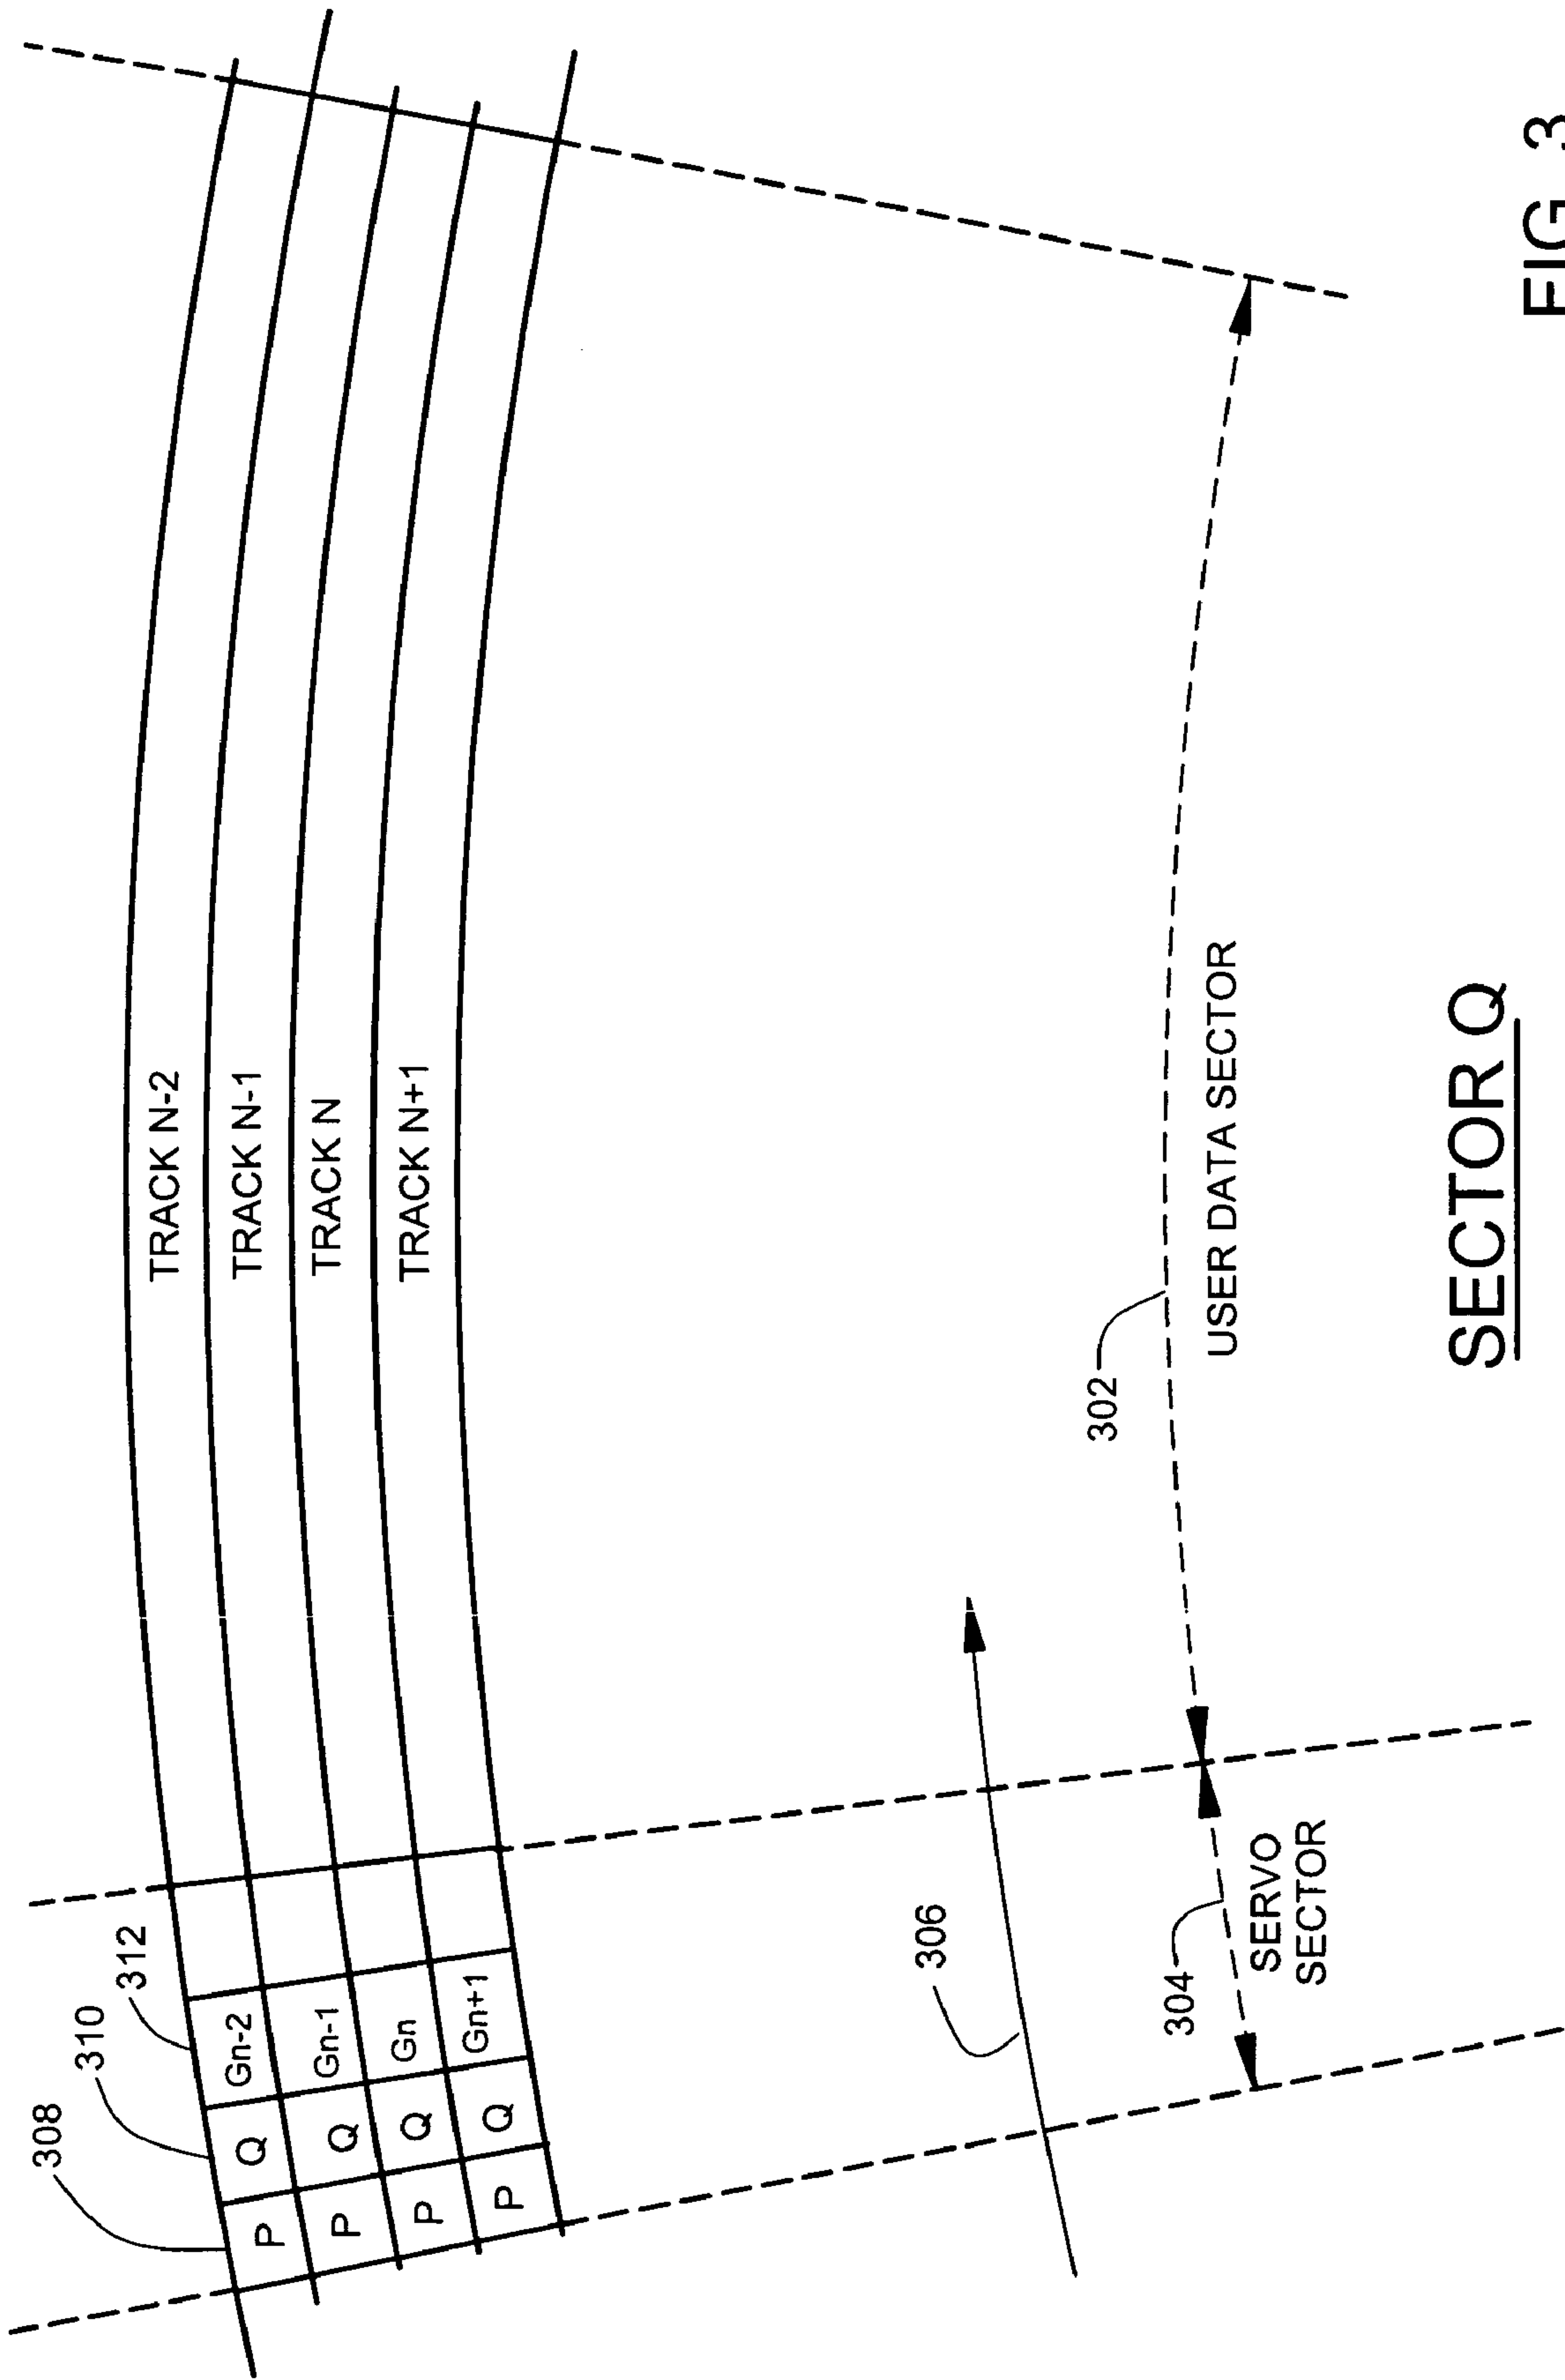 308
310
312
P Q Gn-2
P Q Gn-1
P Q Gn
P Q Gn+1
TRACK N-2
TRACK N-1
TRACK N
TRACK N+1
306
304
SERVO
SECTOR
302
USER DATA SECTOR
SECTOR Q
FIG. 3